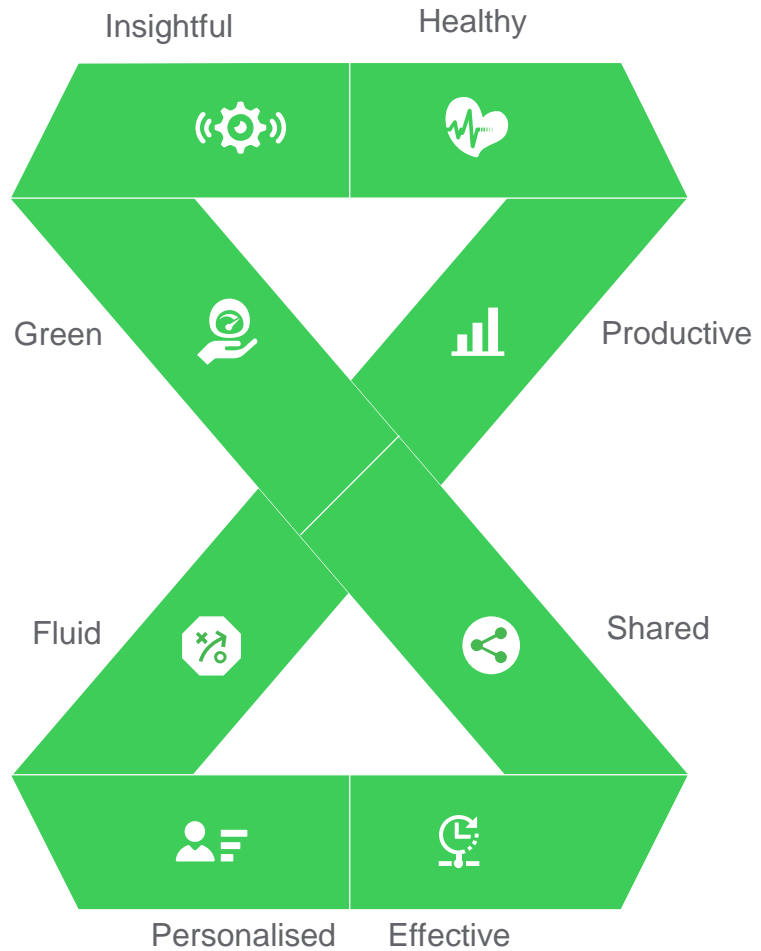 Insightful
Healthy
Green
Productive
Fluid
Shared
Personalised
Effective